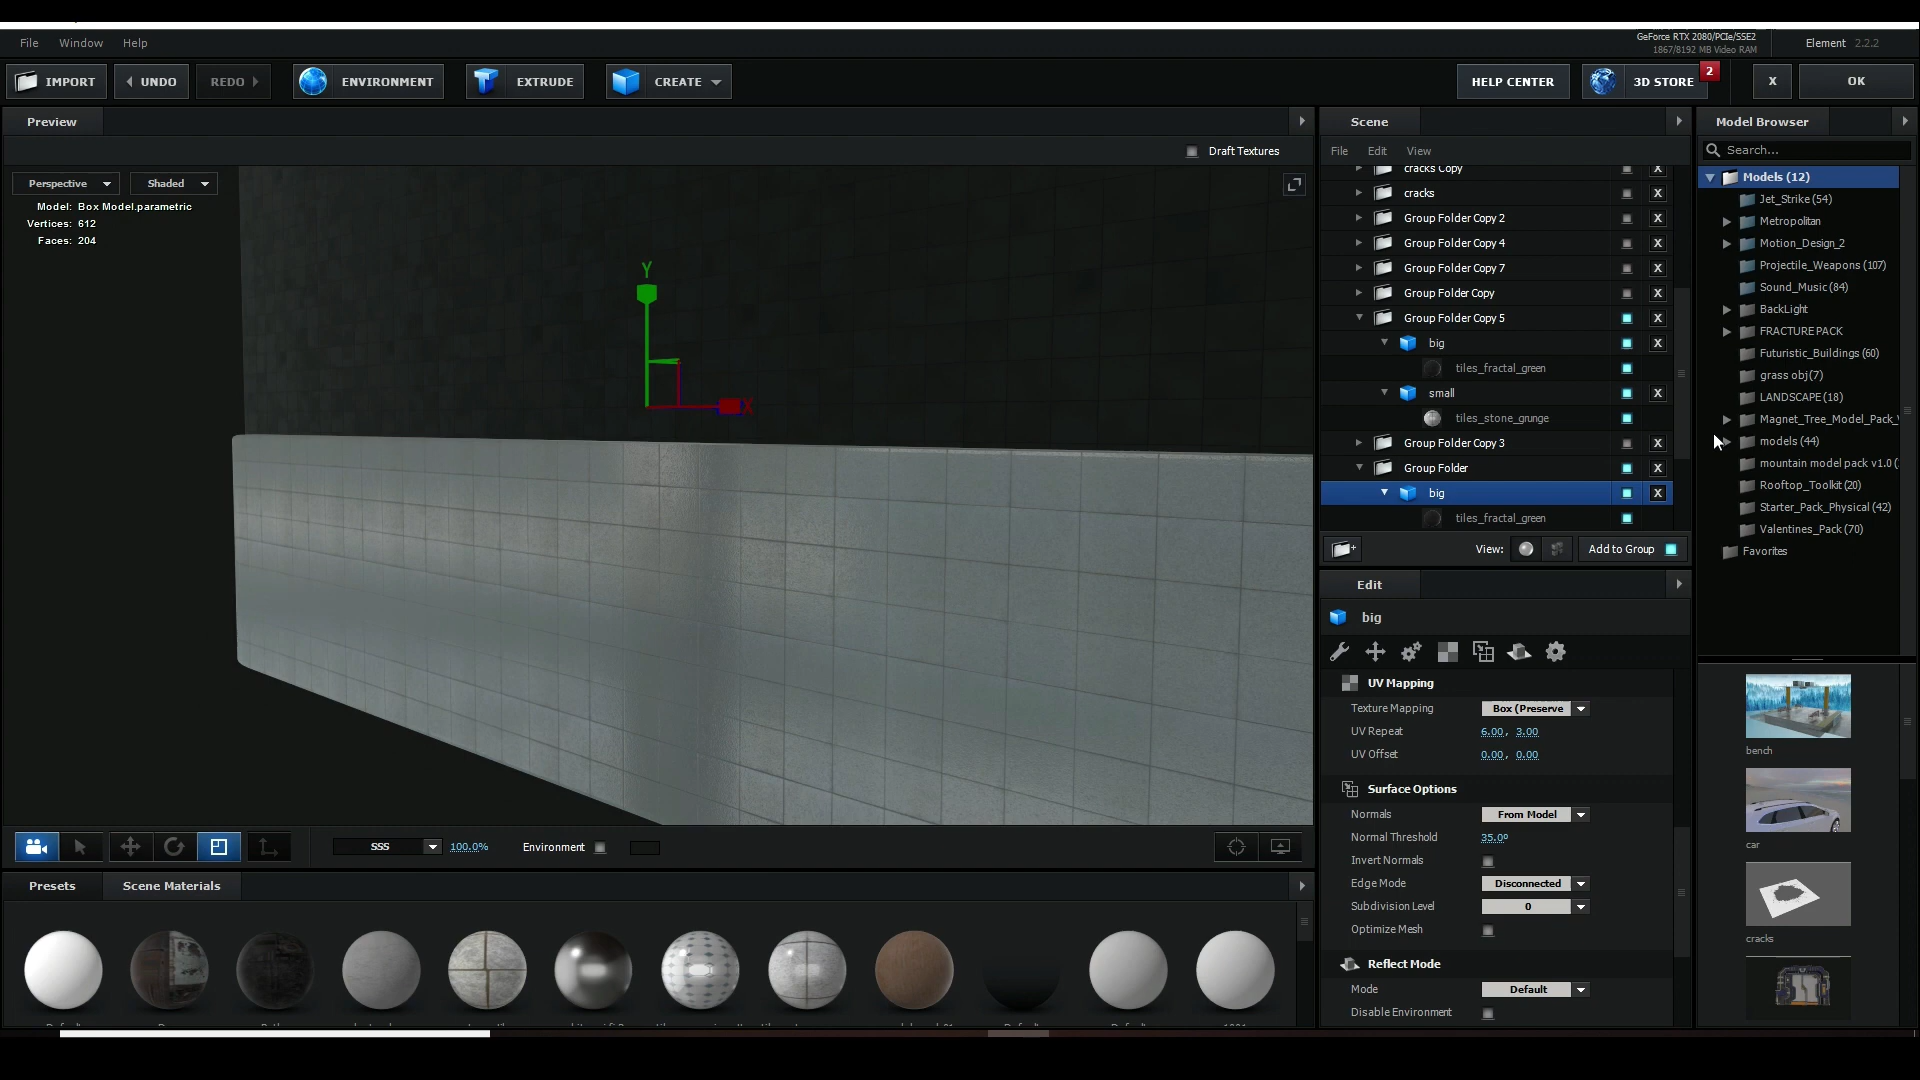 File Window Help
GeForce RTX 2080/PCIe/SSE2
1867/8192 MB Video RAM
Element 2.2.2
IMPORT UNDO REDO ENVIRONMENT EXTRUDE CREATE HELP CENTER 3D STORE 2 X OK
Preview
Draft Textures
Perspective Shaded
Model: Box Model.parametric
Vertices: 612
Faces: 204
Y
X
SSS 100.0% Environment
Presets Scene Materials
Scene
File Edit View
cracks Copy X
cracks X
Group Folder Copy 2 X
Group Folder Copy 4 X
Group Folder Copy 7 X
Group Folder Copy X
Group Folder Copy 5 X
big X
tiles_fractal_green
small X
tiles_stone_grunge
Group Folder Copy 3 X
Group Folder X
big X
tiles_fractal_green
View: Add to Group
Edit
big
UV Mapping
Texture Mapping Box (Preserve
UV Repeat 6.00, 3.00
UV Offset 0.00, 0.00
Surface Options
Normals From Model
Normal Threshold 35.0º
Invert Normals
Edge Mode Disconnected
Subdivision Level 0
Optimize Mesh
Reflect Mode
Mode Default
Disable Environment
Model Browser
Search...
Models (12)
Jet_Strike (54)
Metropolitan
Motion_Design_2
Projectile_Weapons (107)
Sound_Music (84)
BackLight
FRACTURE PACK
Futuristic_Buildings (60)
grass obj (7)
LANDSCAPE (18)
Magnet_Tree_Model_Pack_
models (44)
mountain model pack v1.0 (
Rooftop_Toolkit (20)
Starter_Pack_Physical (42)
Valentines_Pack (70)
Favorites
bench
car
cracks